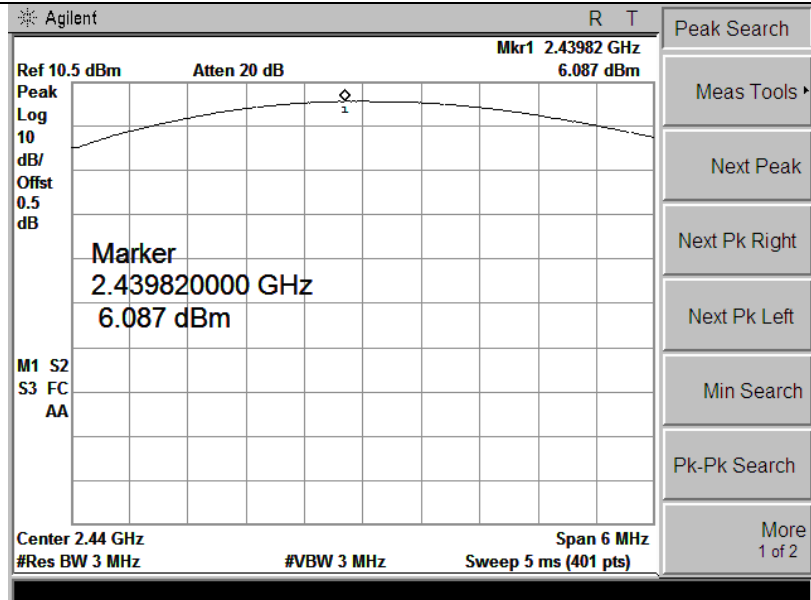 Agilent R T
Mkr1 2.43982 GHz
Ref 10.5 dBm Atten 20 dB 6.087 dBm
Peak
Log
10
dB/
Offst
0.5
dB
1
Marker
2.439820000 GHz
6.087 dBm
M1 S2
S3 FC
AA
Center 2.44 GHz Span 6 MHz
#Res BW 3 MHz #VBW 3 MHz Sweep 5 ms (401 pts)
Peak Search
Meas Tools
Next Peak
Next Pk Right
Next Pk Left
Min Search
Pk-Pk Search
More
1 of 2